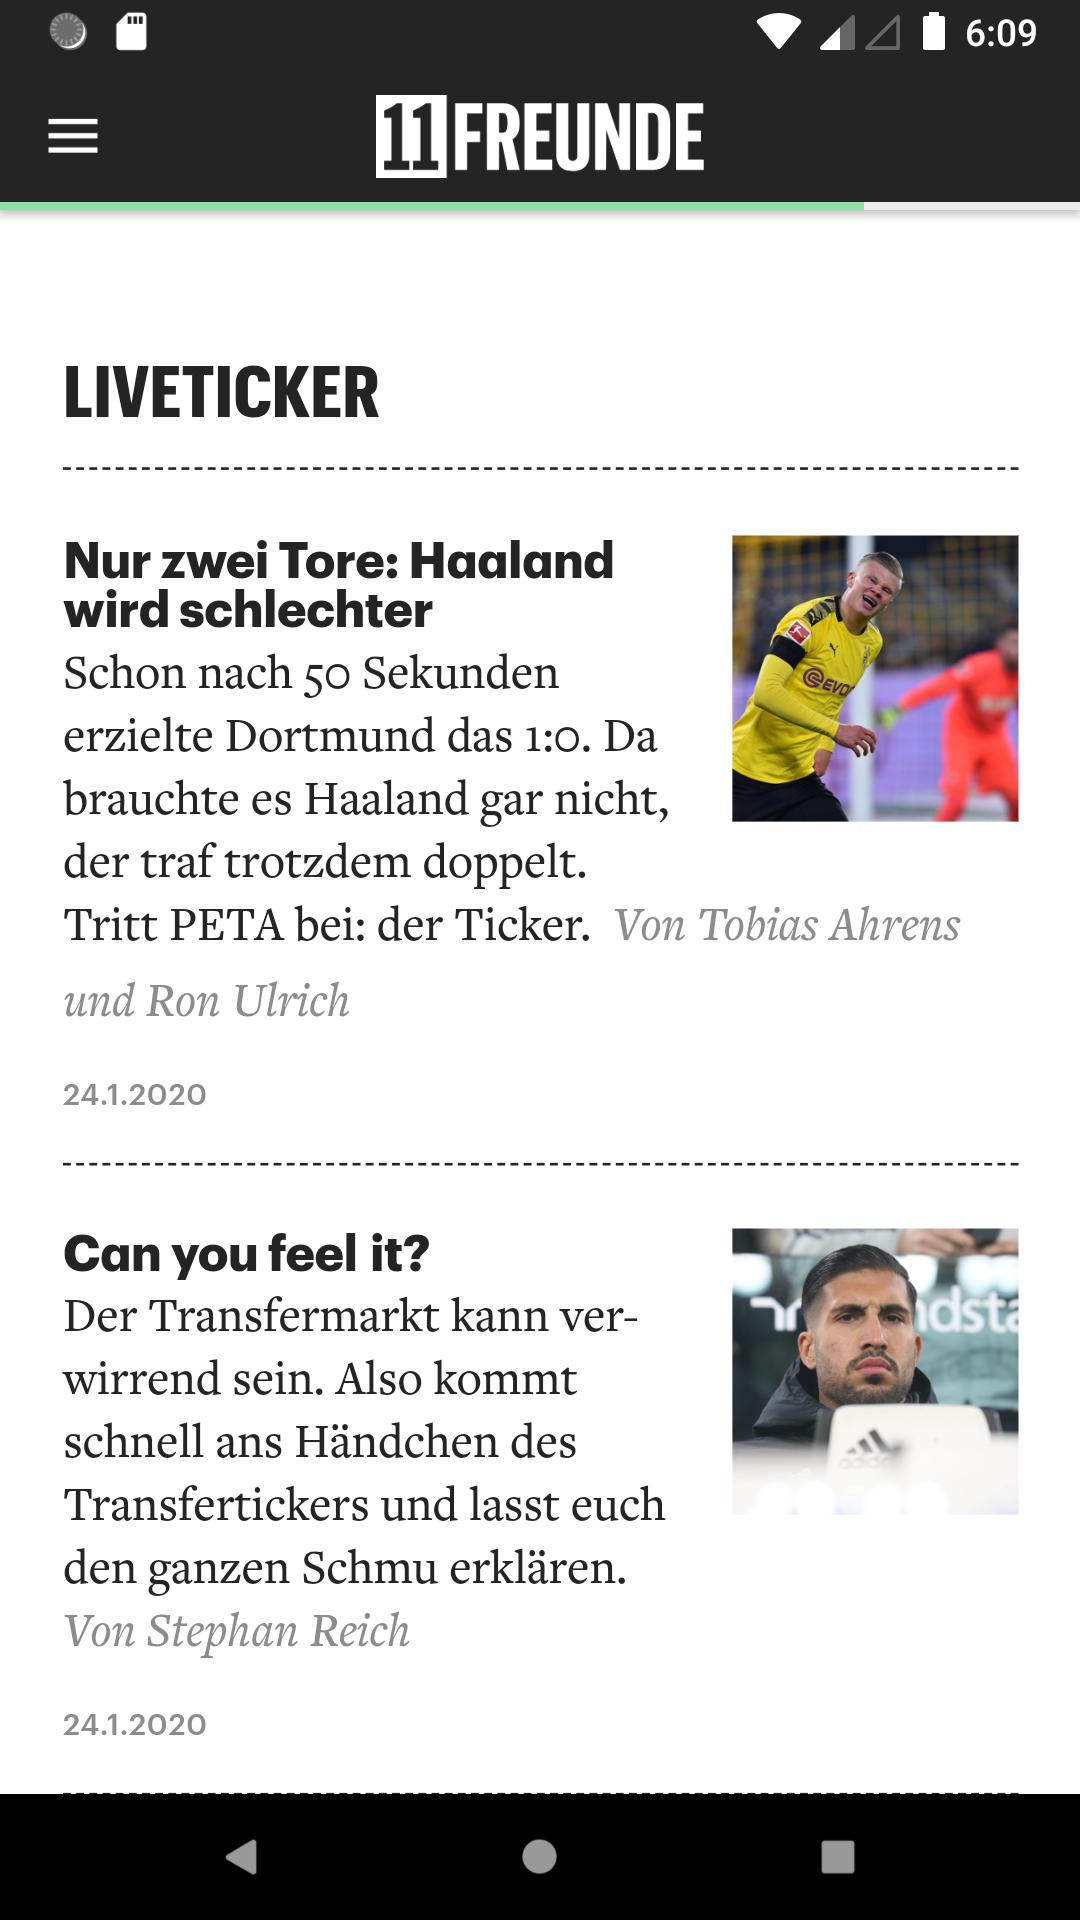 6:09
11FREUNDE
LIVETICKER
Nur zwei Tore: Haaland
wird schlechter
Schon nach 50 Sekunden
erzielte Dortmund das 1:0. Da
brauchte es Haaland gar nicht,
der traf trotzdem doppelt.
Tritt PETA bei: der Ticker. Von Tobias Ahrens
und Ron Ulrich
24.1.2020
Can you feel it?
Der Transfermarkt kann ver-
wirrend sein. Also kommt
schnell ans Händchen des
Transfertickers und lasst euch
den ganzen Schmu erklären.
Von Stephan Reich
24.1.2020